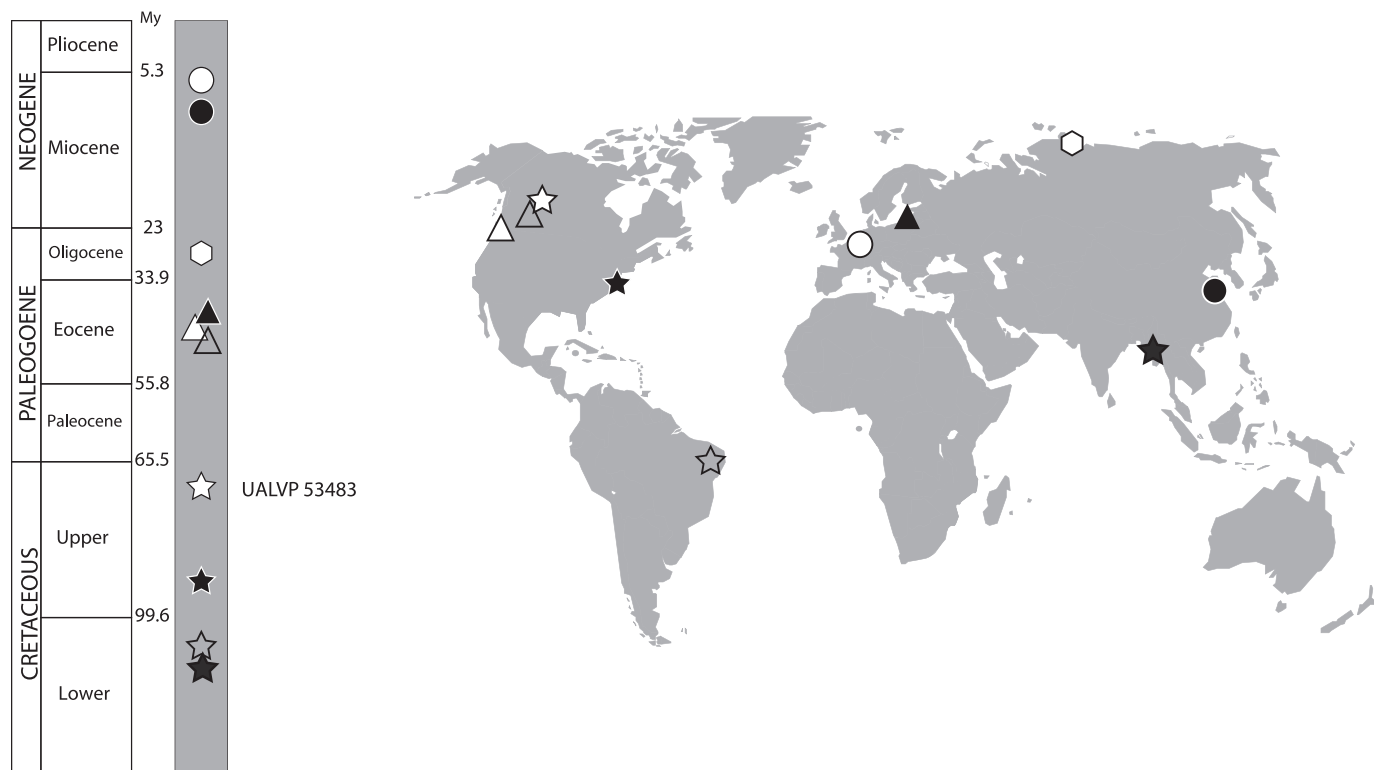 My
NEOGENE
Pliocene
5.3
Miocene
23
PALEOGOENE
Oligocene
33.9
Eocene
55.8
Paleocene
65.5
CRETACEOUS
UALVP 53483
Upper
99.6
Lower